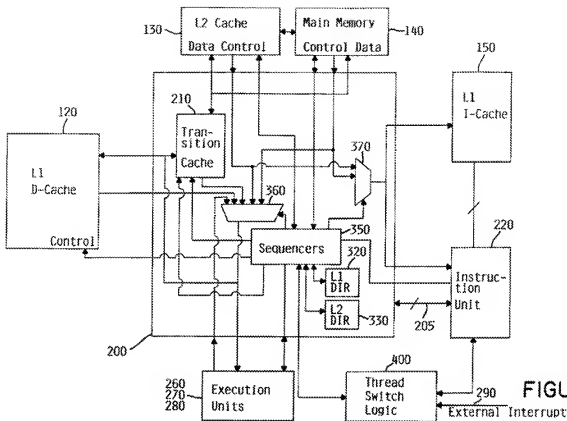 130
L2 Cache
Data Control
Main Memory
Control Data
140
150
L1
I-Cache
120
L1
D-Cache
Control
210
Tran-
sition
Cache
370
360
350
Sequencers
320
L1
DIR
L2
DIR
330
220
Instruc-
tion
Unit
205
200
260
270
280
Execution
Units
400
Thread
Switch
Logic
290
External Interrupt
FIGU